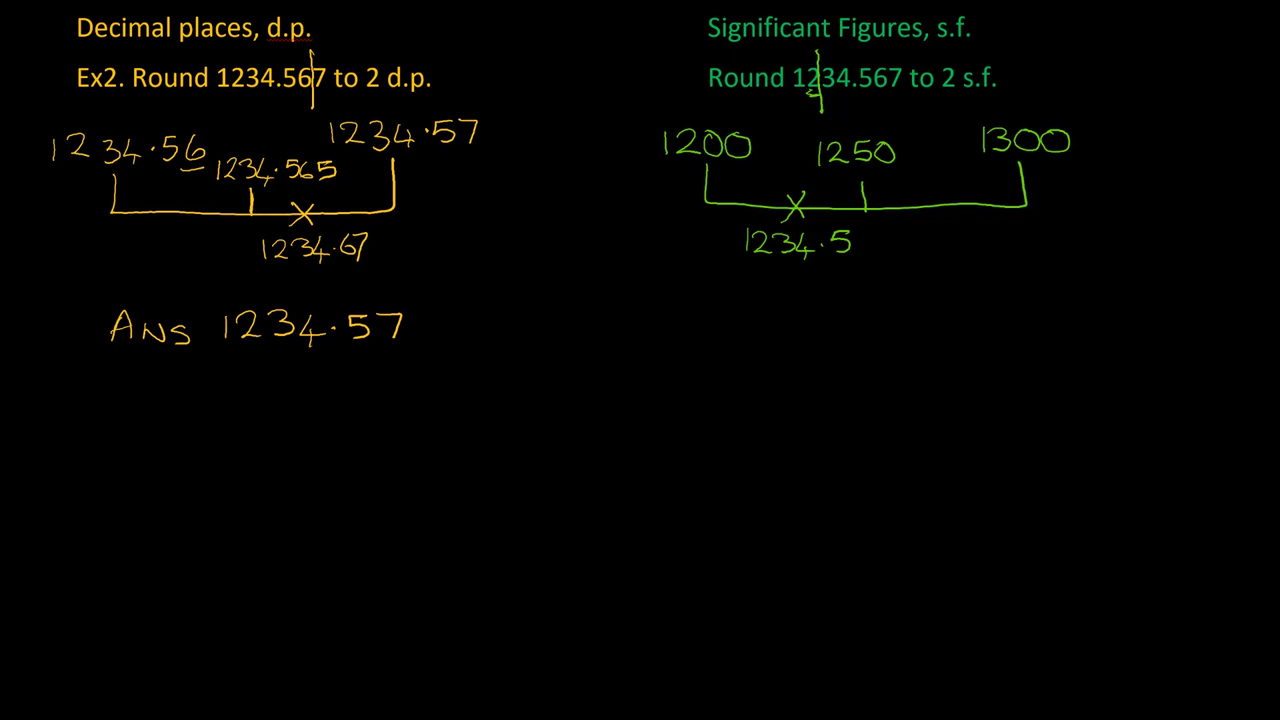 Decimal places, d.p.
Ex2. Round 1234.567 to 2 d.p.
1234.56
1234.565
1234.57
1234.67
Ans 1234.57
Significant Figures, s.f.
Round 1234.567 to 2 s.f.
1200
1250
1300
1234.5